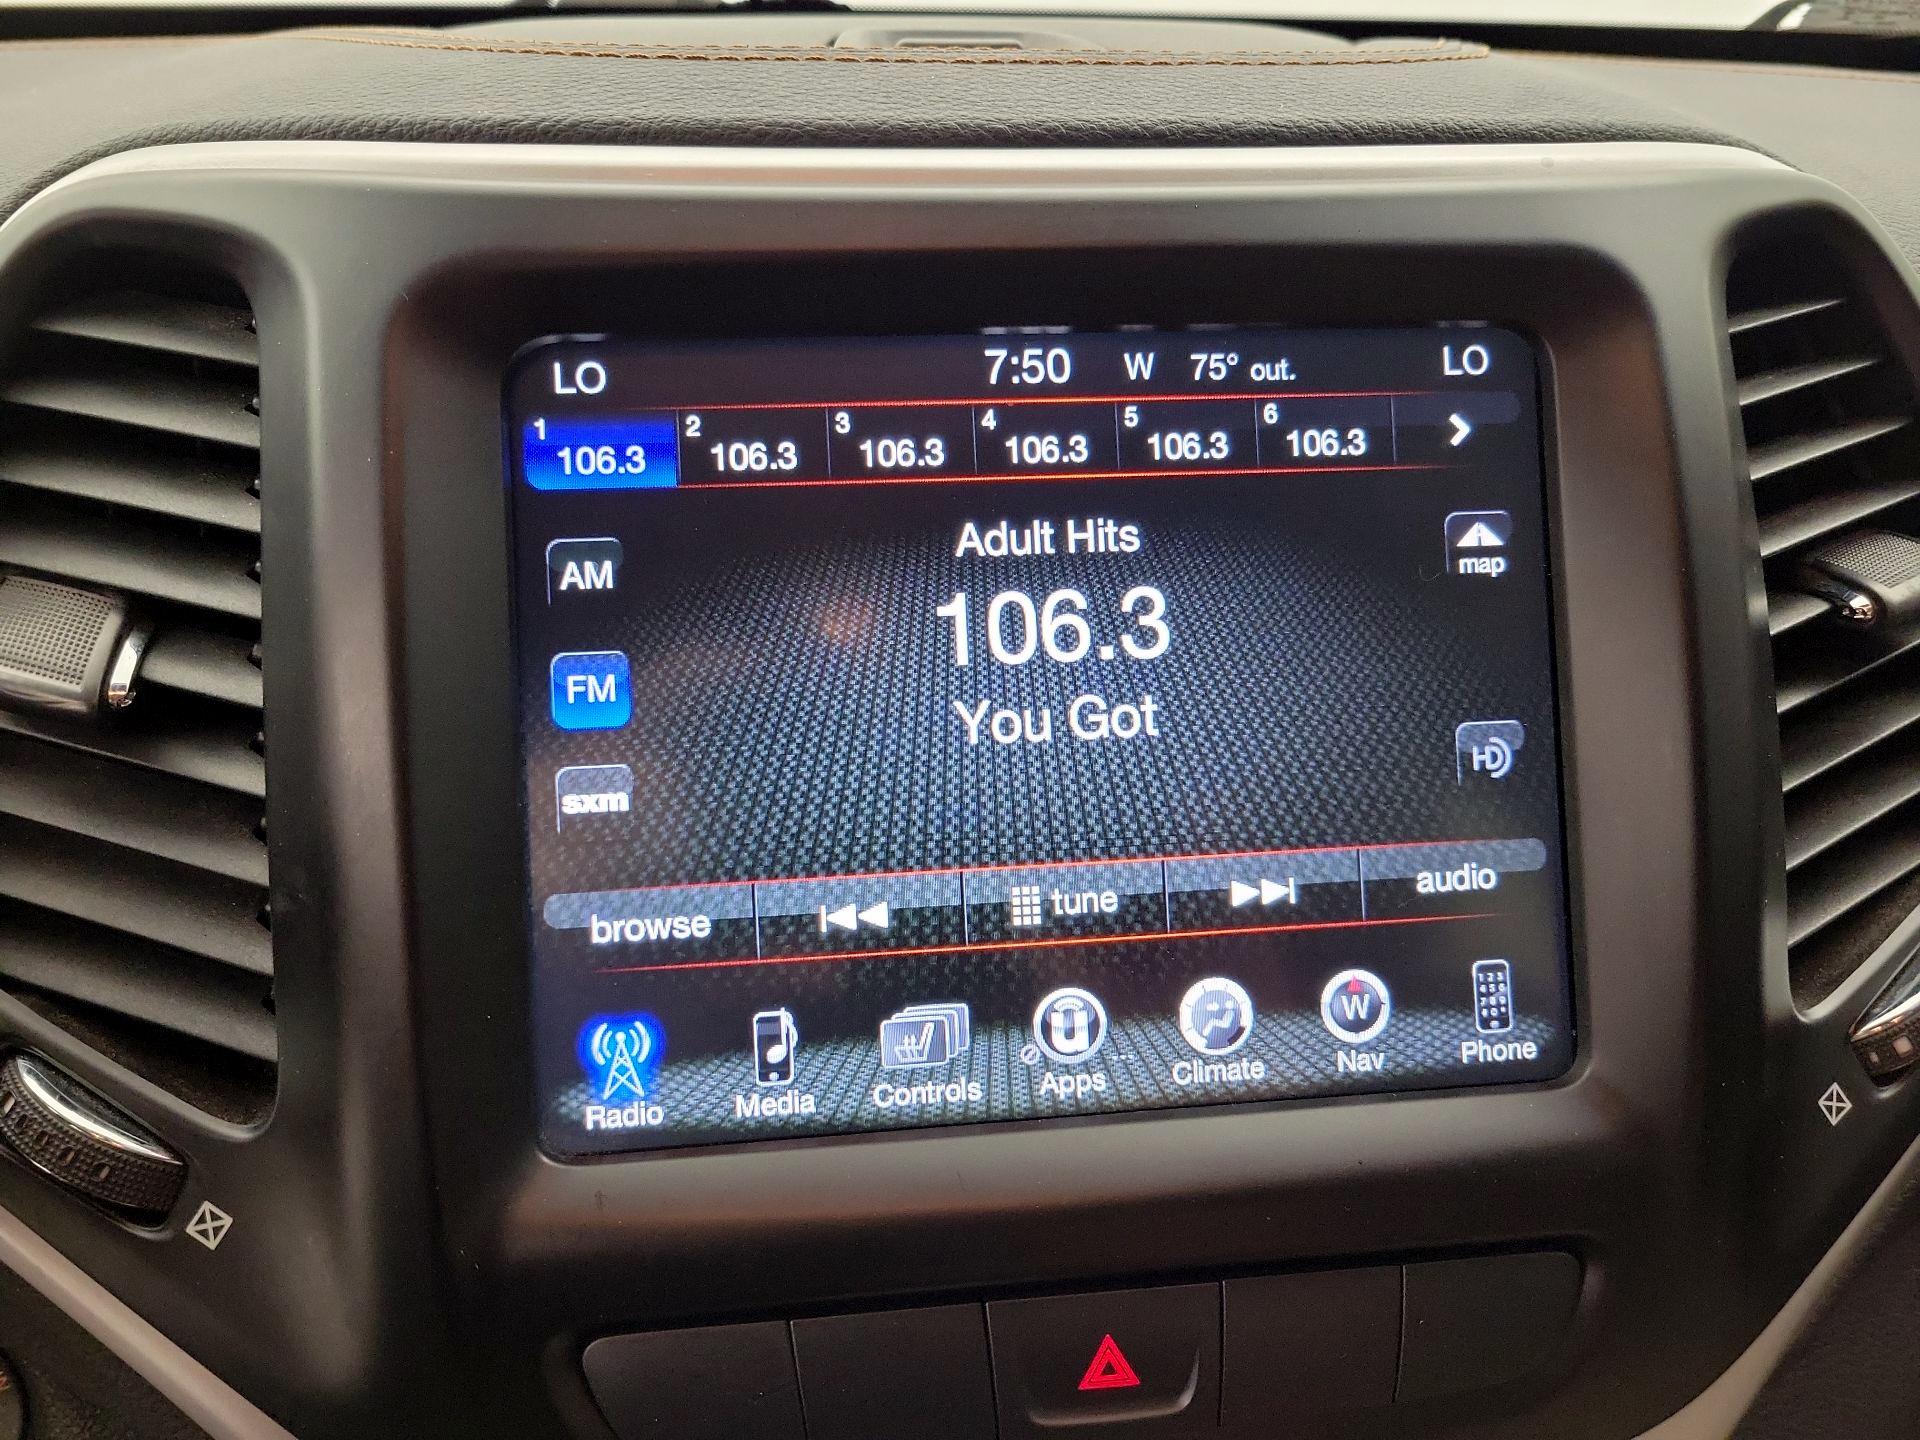 LO 7:50 W 75° out. LO
1 106.3 2 106.3 3 106.3 4 106.3 5 106.3 6 106.3
Adult Hits
AM
map
106.3
FM
You Got
HD
sxm
browse tune audio
W
Radio Media Controls Apps Climate Nav Phone